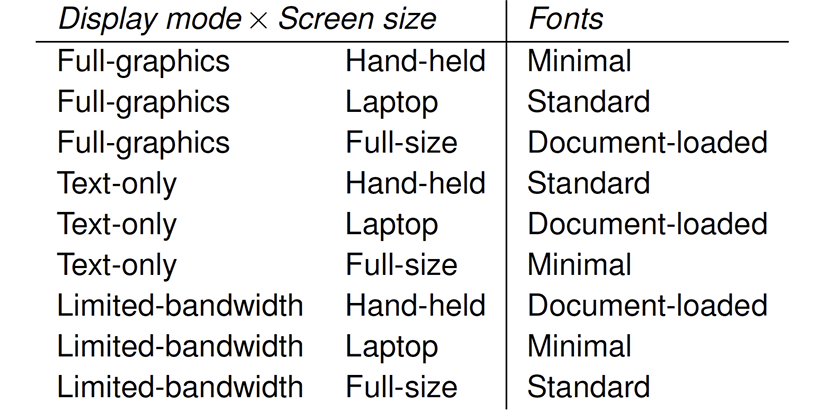 Display mode × Screen size Fonts
Full-graphics Hand-held Minimal
Full-graphics Laptop Standard
Full-graphics Full-size Document-loaded
Text-only Hand-held Standard
Text-only Laptop Document-loaded
Text-only Full-size Minimal
Limited-bandwidth Hand-held Document-loaded
Limited-bandwidth Laptop Minimal
Limited-bandwidth Full-size Standard